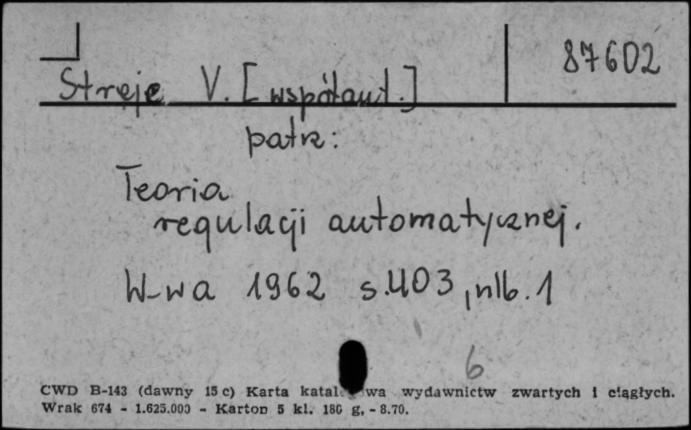 87602
Streje V. [współaut.]
patrz:
Teoria
regulacji automatycznej.
W-wa 1962 s. 403, nlb. 1
6
CWD B-143 (dawny 15 c) Karta wydawnictw zwartych i ciągłych.
Wrak 674 - 1.625.000 - Karton 5 kl. 180 g. - 8.70.